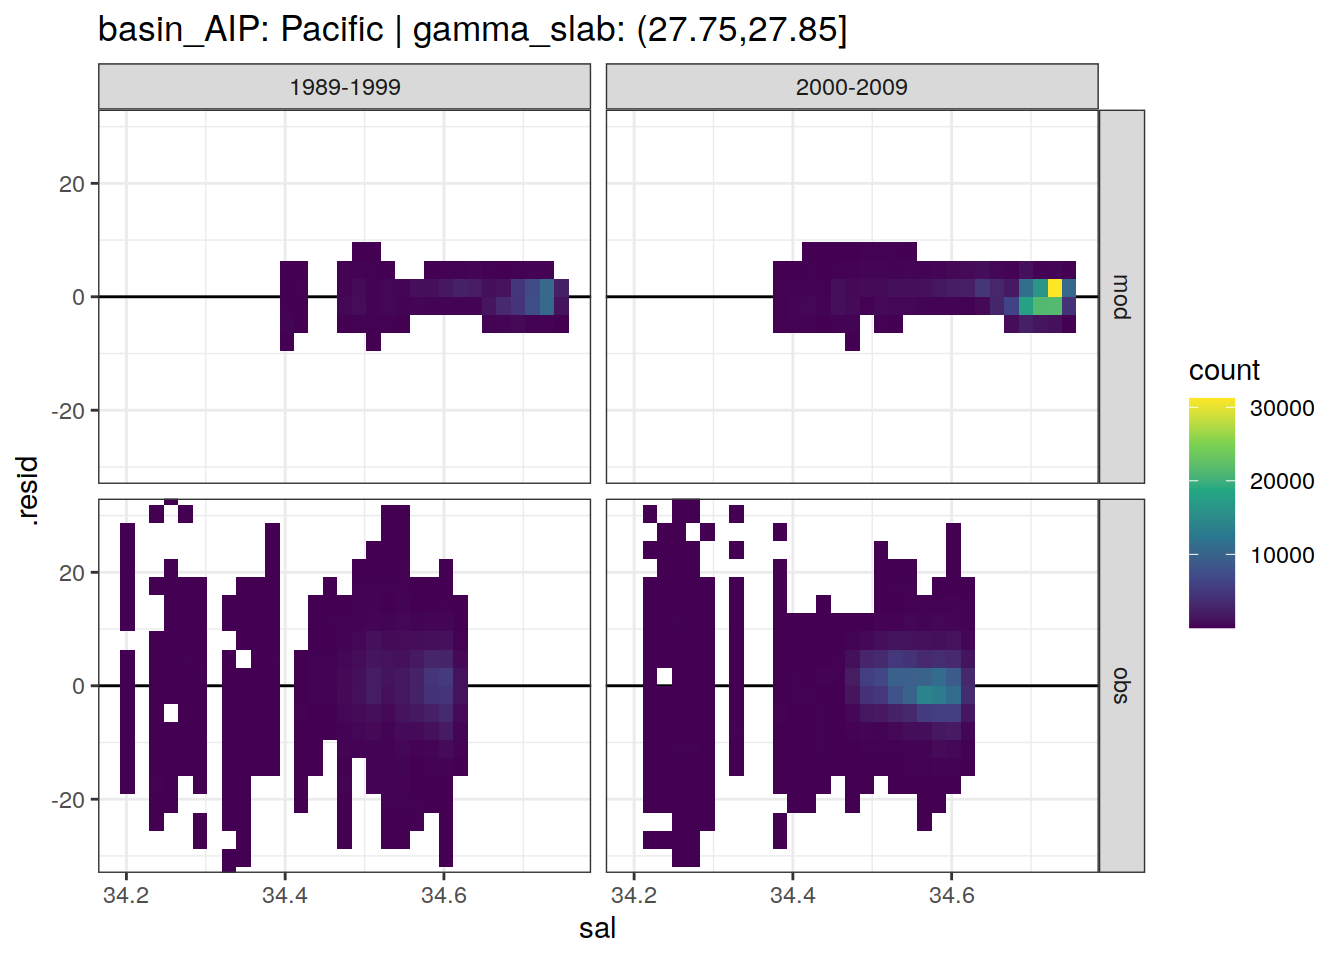 basin_AIP: Pacific | gamma_slab: (27.75,27.85]
1989-1999
2000-2009
20
0
-20
mod
20
0
-20
obs
.resid
34.2
34.4
34.6
34.2
34.4
34.6
sal
count
30000
20000
10000